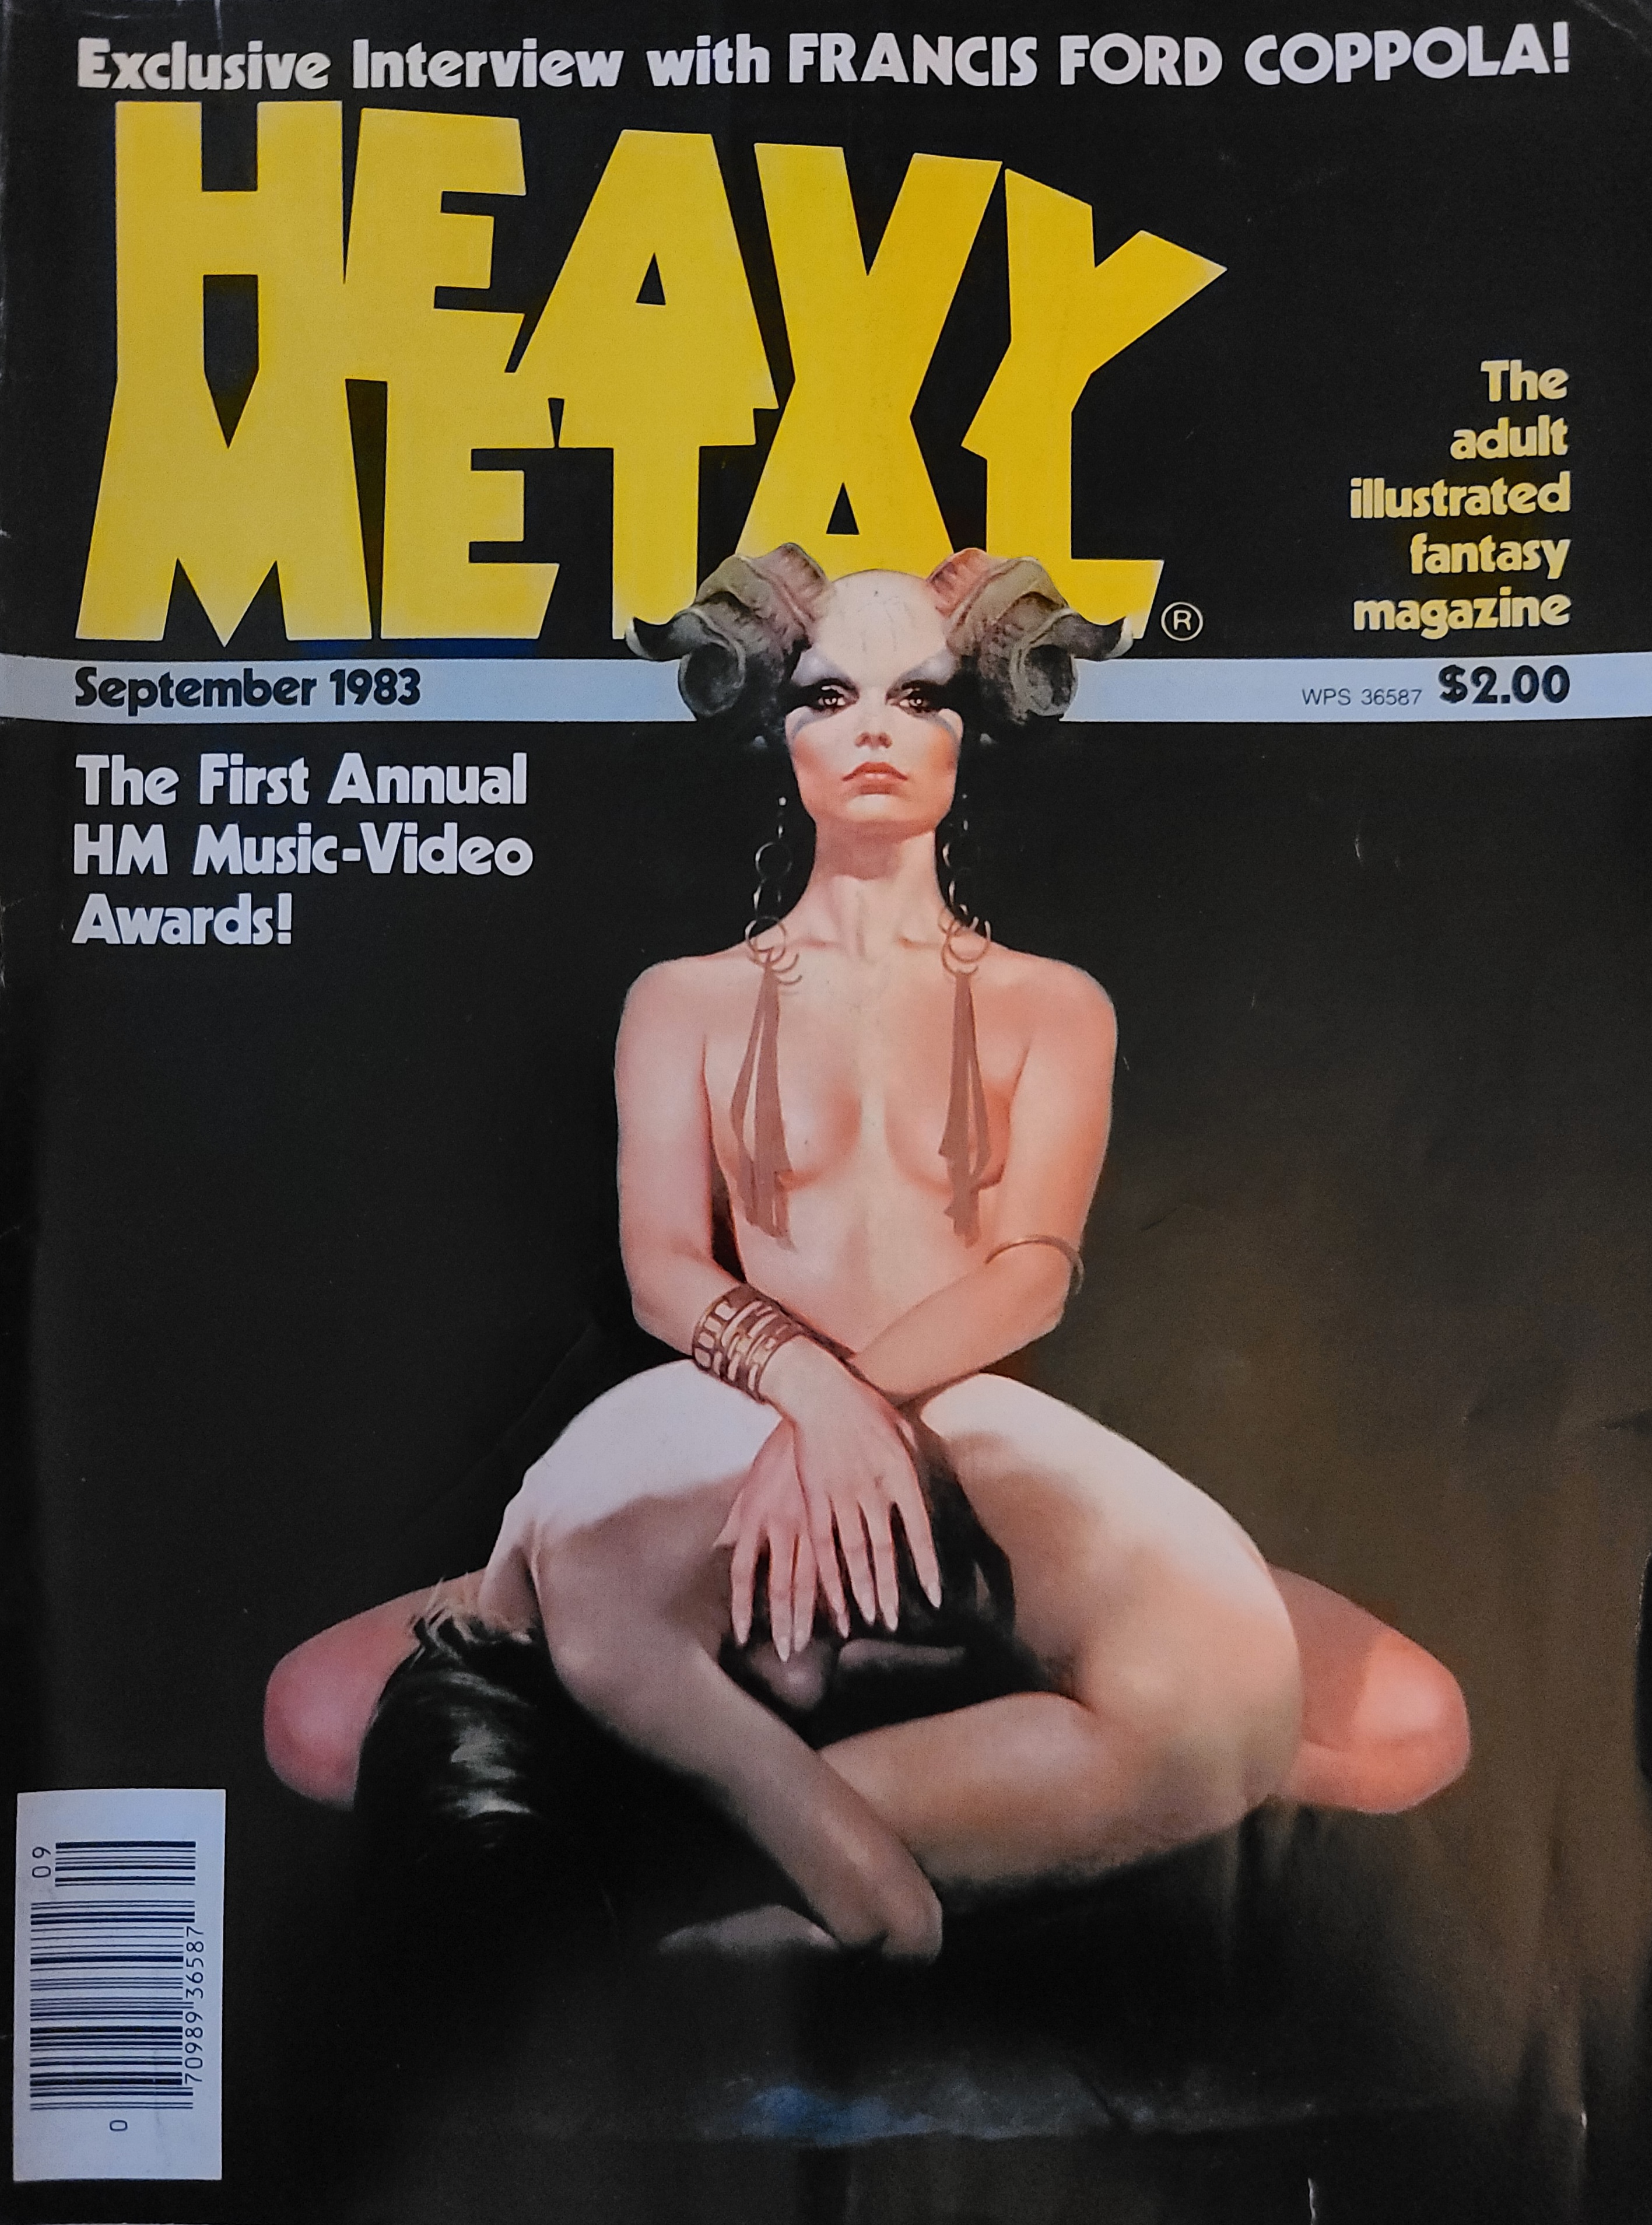 Exclusive Interview with FRANCIS FORD COPPOLA!
HEAVY
METAL
®
The
adult
illustrated
fantasy
magazine
September 1983
WPS 36587 $2.00
The First Annual
HM Music-Video
Awards!
09
70989 36587
0